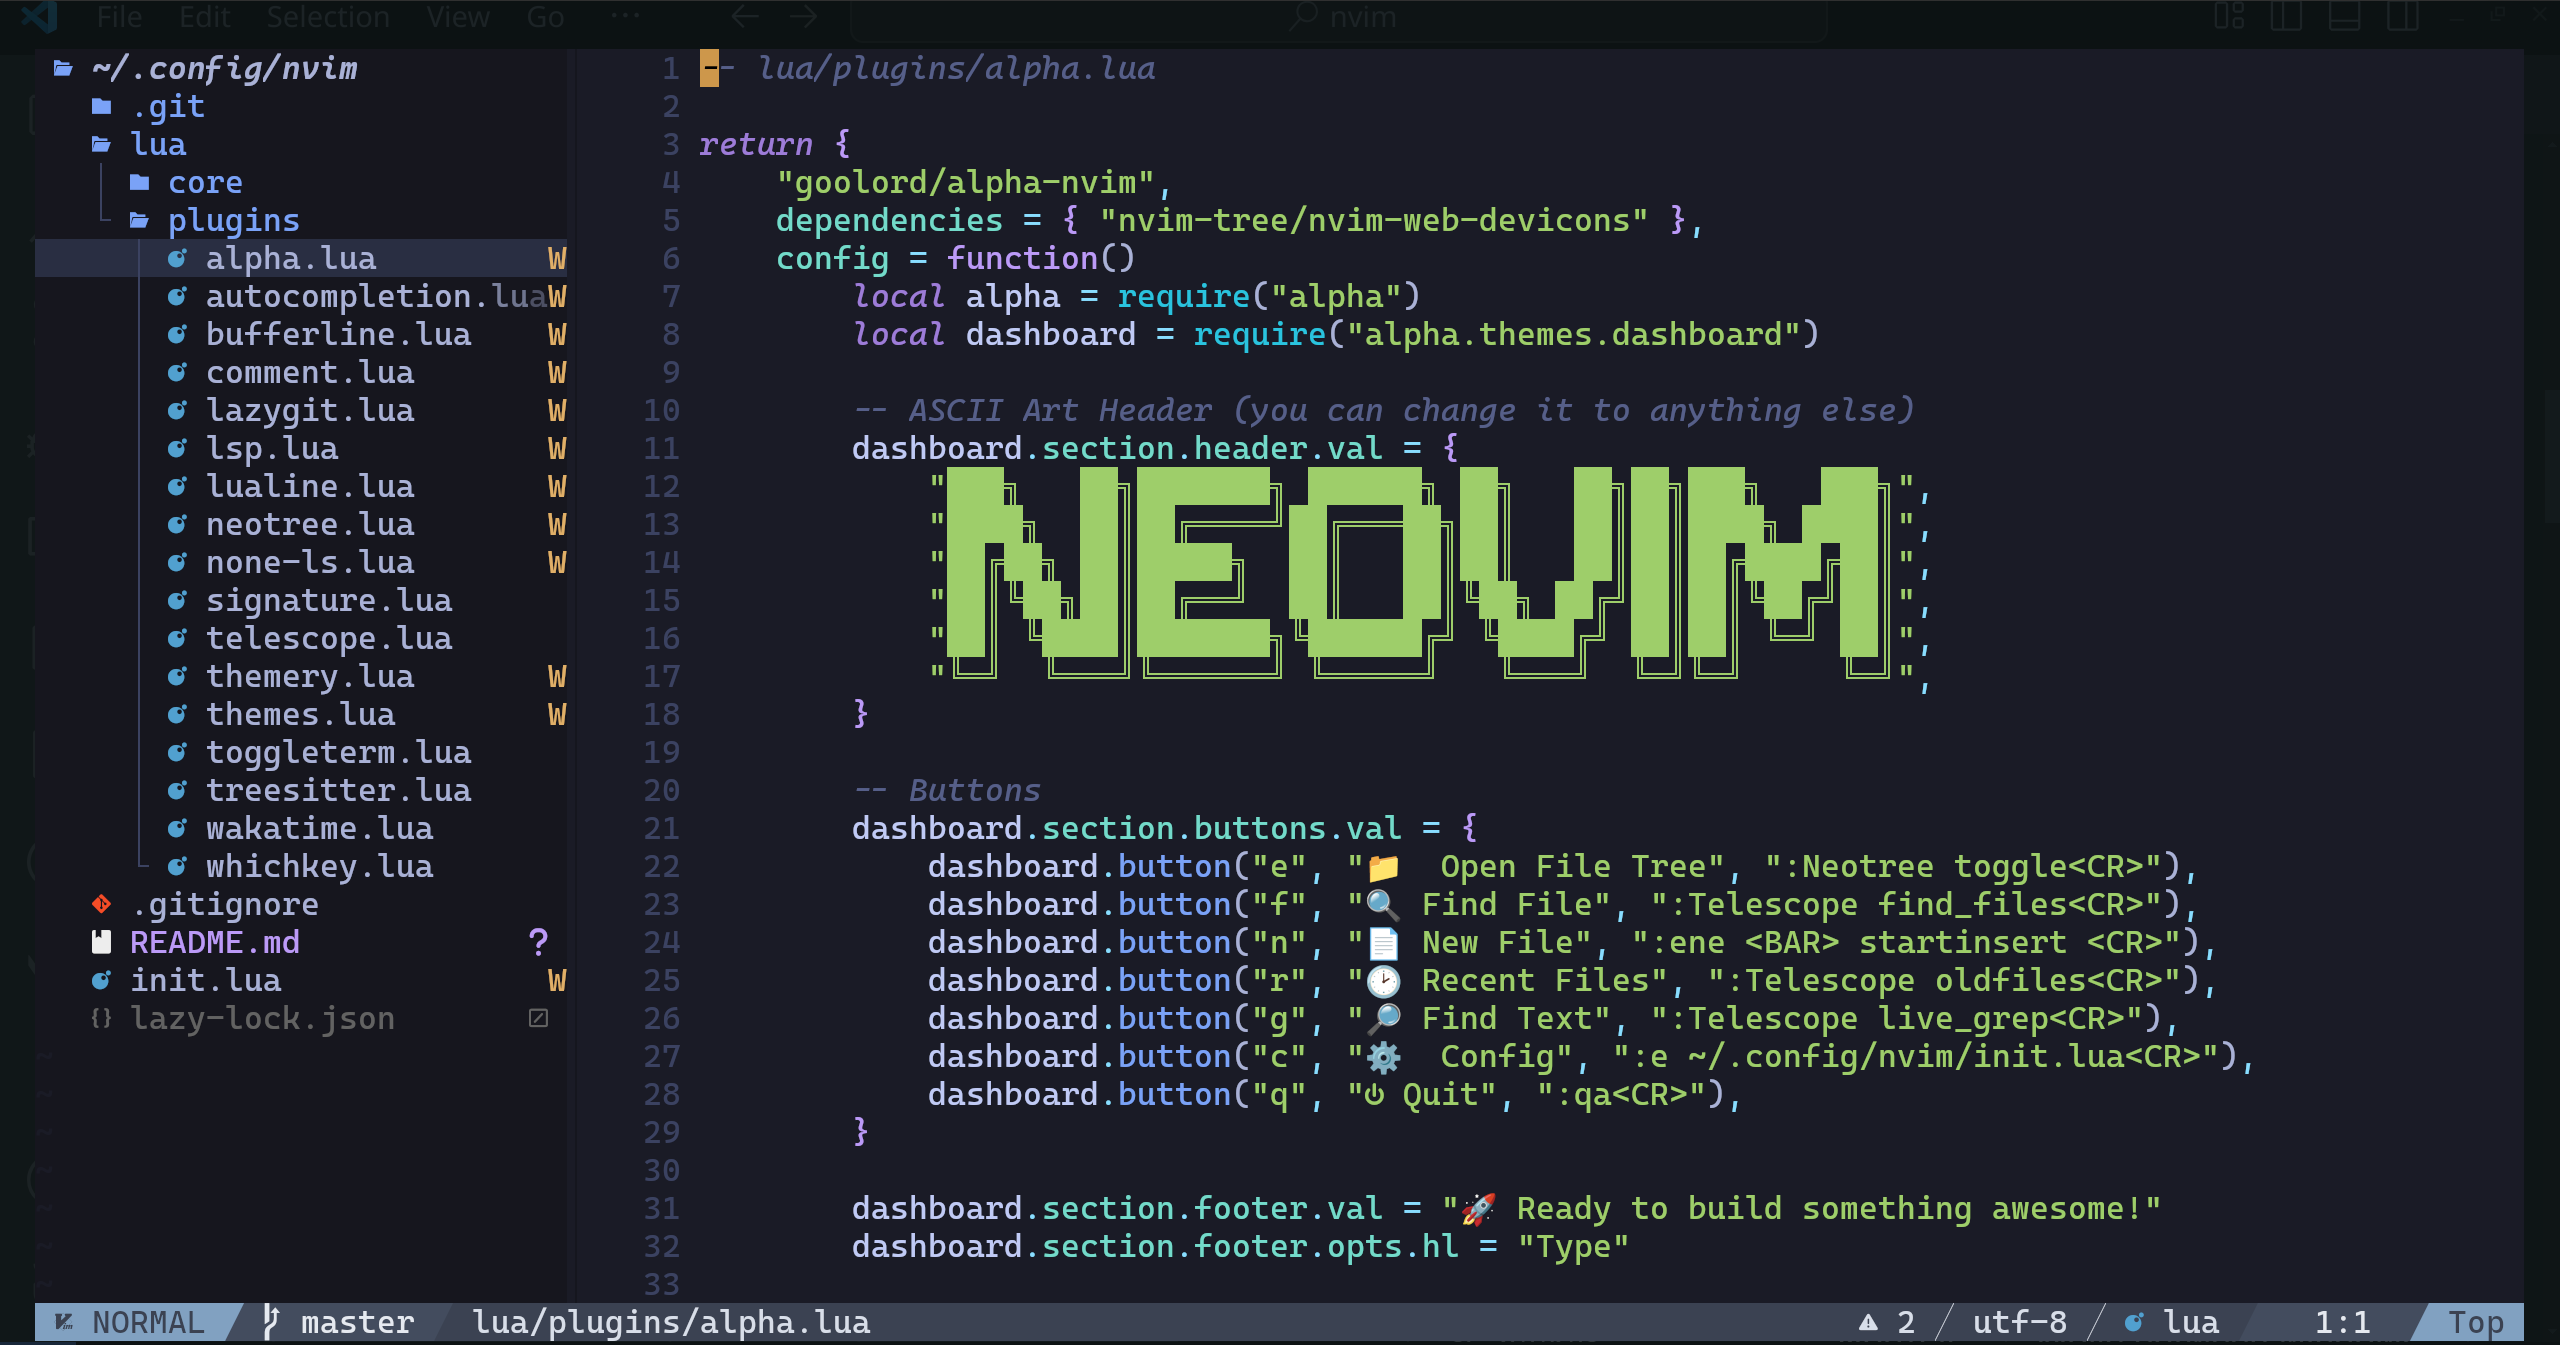 File Edit Selection View Go ··· nvim
~/.config/nvim
.git
lua
core
plugins
alpha.lua W
autocompletion.lua W
bufferline.lua W
comment.lua W
lazygit.lua W
lsp.lua W
lualine.lua W
neotree.lua W
none-ls.lua W
signature.lua
telescope.lua
themery.lua W
themes.lua W
toggleterm.lua
treesitter.lua
wakatime.lua
whichkey.lua
.gitignore
README.md ?
init.lua W
{} lazy-lock.json
1 -- lua/plugins/alpha.lua
2
3 return {
4 "goolord/alpha-nvim",
5 dependencies = { "nvim-tree/nvim-web-devicons" },
6 config = function()
7 local alpha = require("alpha")
8 local dashboard = require("alpha.themes.dashboard")
9
10 -- ASCII Art Header (you can change it to anything else)
11 dashboard.section.header.val = {
12 "███╗   ██╗███████╗ ██████╗ ██╗   ██╗██╗███╗   ███╗",
13 "████╗  ██║██╔════╝██╔═══██╗██║   ██║██║████╗ ████║",
14 "██╔██╗ ██║█████╗  ██║   ██║██║   ██║██║██╔████╔██║",
15 "██║╚██╗██║██╔══╝  ██║   ██║╚██╗ ██╔╝██║██║╚██╔╝██║",
16 "██║ ╚████║███████╗╚██████╔╝ ╚████╔╝ ██║██║ ╚═╝ ██║",
17 "╚═╝  ╚═══╝╚══════╝ ╚═════╝   ╚═══╝  ╚═╝╚═╝     ╚═╝",
18 }
19
20 -- Buttons
21 dashboard.section.buttons.val = {
22 dashboard.button("e", "📁  Open File Tree", ":Neotree toggle<CR>"),
23 dashboard.button("f", "🔍 Find File", ":Telescope find_files<CR>"),
24 dashboard.button("n", "📄 New File", ":ene <BAR> startinsert <CR>"),
25 dashboard.button("r", "🕑 Recent Files", ":Telescope oldfiles<CR>"),
26 dashboard.button("g", "🔎 Find Text", ":Telescope live_grep<CR>"),
27 dashboard.button("c", "⚙️  Config", ":e ~/.config/nvim/init.lua<CR>"),
28 dashboard.button("q", "⏻ Quit", ":qa<CR>"),
29 }
30
31 dashboard.section.footer.val = "🚀 Ready to build something awesome!"
32 dashboard.section.footer.opts.hl = "Type"
33
NORMAL master lua/plugins/alpha.lua 2 utf-8 lua 1:1 Top